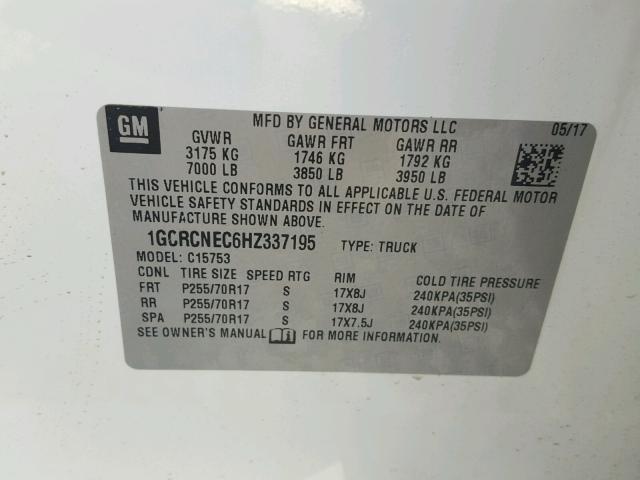 GM
MFD BY GENERAL MOTORS LLC 05/17
GVWR GAWR FRT GAWR RR
3175 KG 1746 KG 1792 KG
7000 LB 3850 LB 3950 LB
THIS VEHICLE CONFORMS TO ALL APPLICABLE U.S. FEDERAL MOTOR
VEHICLE SAFETY STANDARDS IN EFFECT ON THE DATE OF
MANUFACTURE SHOWN ABOVE.
1GCRCNEC6HZ337195 TYPE: TRUCK
MODEL: C15753
CDNL TIRE SIZE SPEED RTG RIM COLD TIRE PRESSURE
FRT P255/70R17 S 17X8J 240KPA(35PSI)
RR P255/70R17 S 17X8J 240KPA(35PSI)
SPA P255/70R17 S 17X7.5J 240KPA(35PSI)
SEE OWNER'S MANUAL FOR MORE INFORMATION.